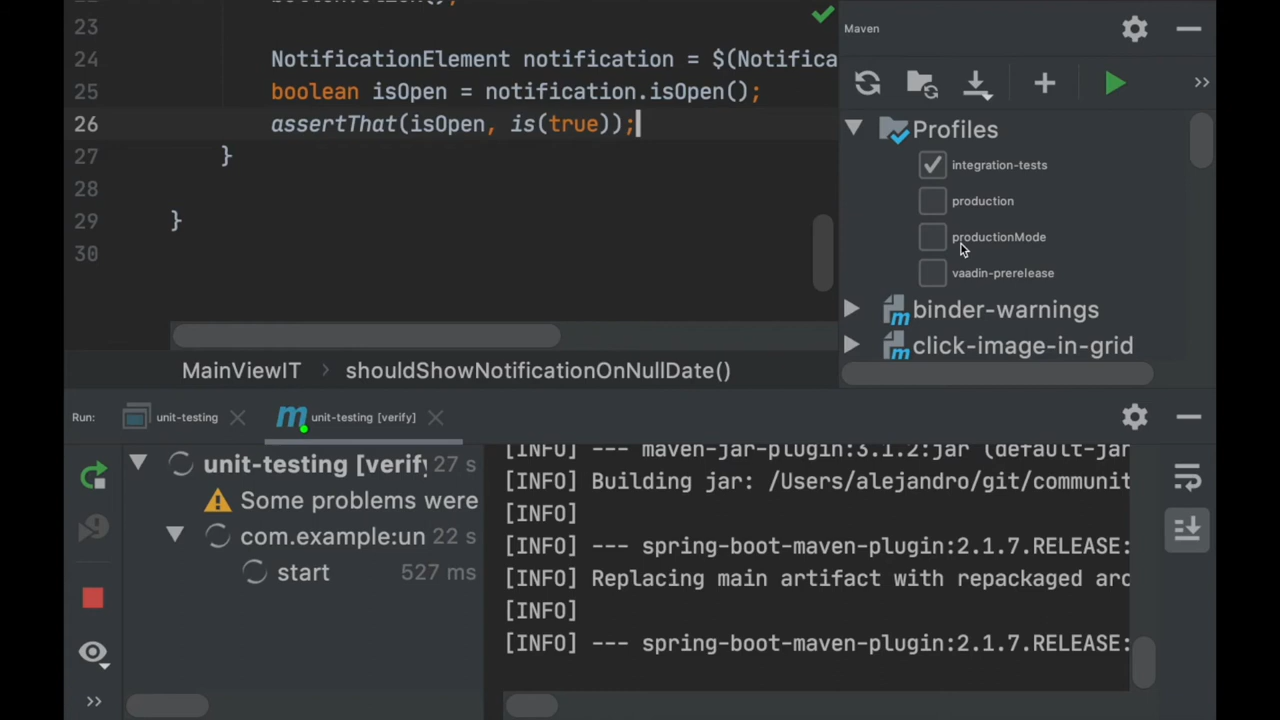 23
24 NotificationElement notification = $(Notifica
25 boolean isOpen = notification.isOpen();
26 assertThat(isOpen, is(true));
27 }
28
29 }
30
MainViewIT > shouldShowNotificationOnNullDate()
Maven
Profiles
integration-tests
production
productionMode
vaadin-prerelease
binder-warnings
click-image-in-grid
Run: unit-testing unit-testing [verify]
unit-testing [verify 27 s
Some problems were
com.example:un 22 s
start 527 ms
[INFO] --- maven-jar-plugin:3.1.2:jar (default-jar
[INFO] Building jar: /Users/alejandro/git/communit
[INFO]
[INFO] --- spring-boot-maven-plugin:2.1.7.RELEASE:
[INFO] Replacing main artifact with repackaged arc
[INFO]
[INFO] --- spring-boot-maven-plugin:2.1.7.RELEASE: